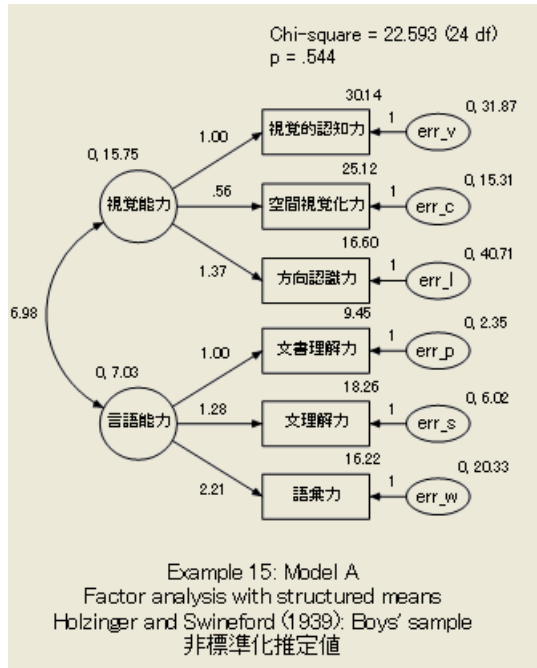 Chi-square = 22.593 (24 df)
p = .544
30.14
0, 31.87
1.00
視覚的認知力
1
err_v
0, 15.75
25.12
0, 15.31
視覚能力
.56
空間視覚化力
1
err_c
16.60
0, 40.71
1.37
方向認識力
1
err_l
6.98
9.45
0, 2.35
1.00
文書理解力
1
err_p
0, 7.03
18.26
0, 6.02
言語能力
1.28
文理解力
1
err_s
16.22
0, 20.33
2.21
語彙力
1
err_w
Example 15: Model A
Factor analysis with structured means
Holzinger and Swineford (1939): Boys' sample
非標準化推定値